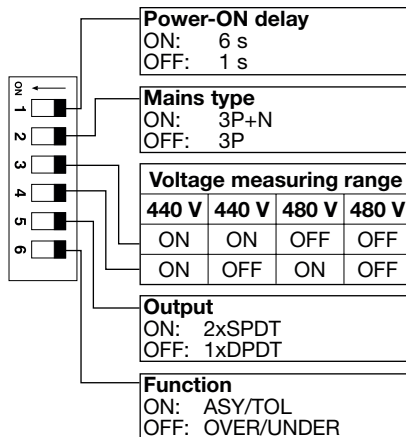 Power-ON delay
ON: 6 s
OFF: 1 s
ON
1
2
3
4
5
6
Mains type
ON: 3P+N
OFF: 3P
Voltage measuring range
440 V 440 V 480 V 480 V
ON ON OFF OFF
ON OFF ON OFF
Output
ON: 2xSPDT
OFF: 1xDPDT
Function
ON: ASY/TOL
OFF: OVER/UNDER